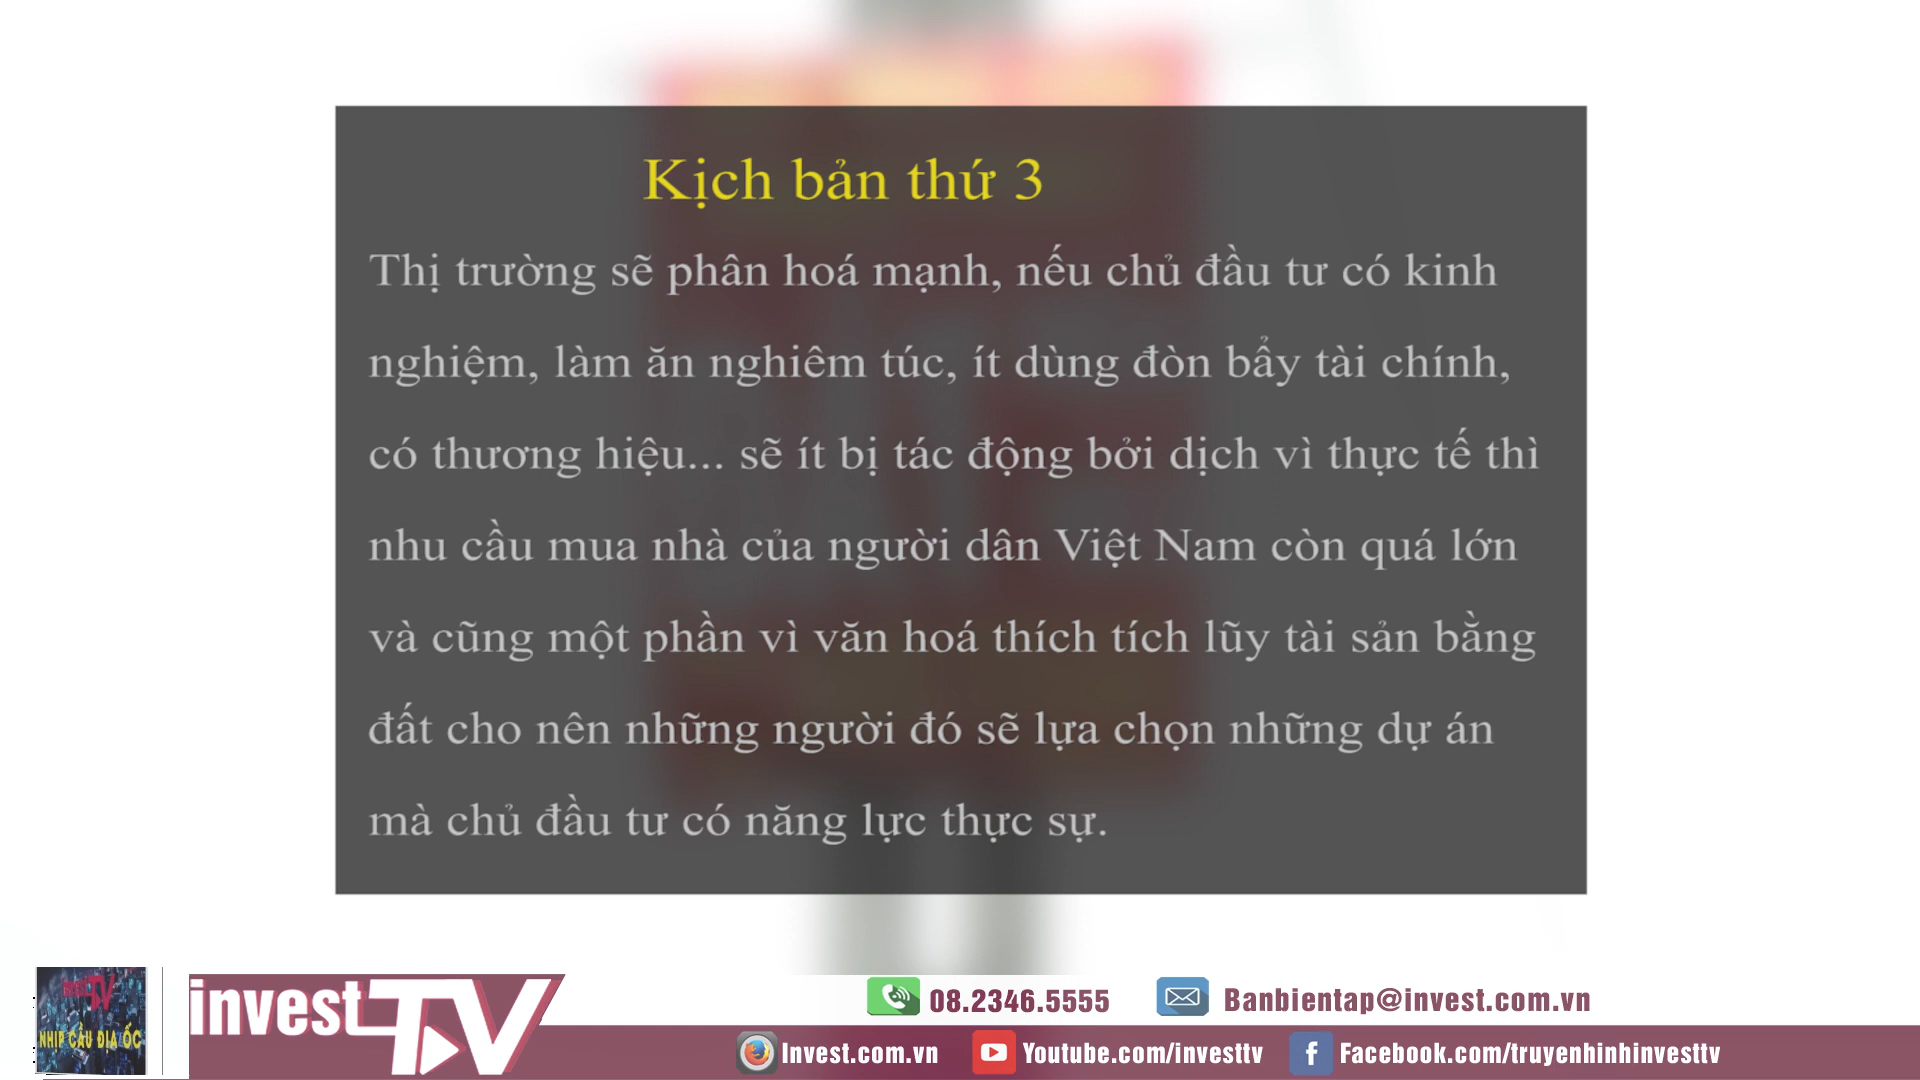 Kịch bản thứ 3
Thị trường sẽ phân hoá mạnh, nếu chủ đầu tư có kinh
nghiệm, làm ăn nghiêm túc, ít dùng đòn bẩy tài chính,
có thương hiệu... sẽ ít bị tác động bởi dịch vì thực tế thì
nhu cầu mua nhà của người dân Việt Nam còn quá lớn
và cũng một phần vì văn hoá thích tích lũy tài sản bằng
đất cho nên những người đó sẽ lựa chọn những dự án
mà chủ đầu tư có năng lực thực sự.
investTV
NHỊP CẦU ĐỊA ỐC
investTV
08.2346.5555 Banbientap@invest.com.vn
Invest.com.vn Youtube.com/investtv Facebook.com/truyenhinhinvesttv